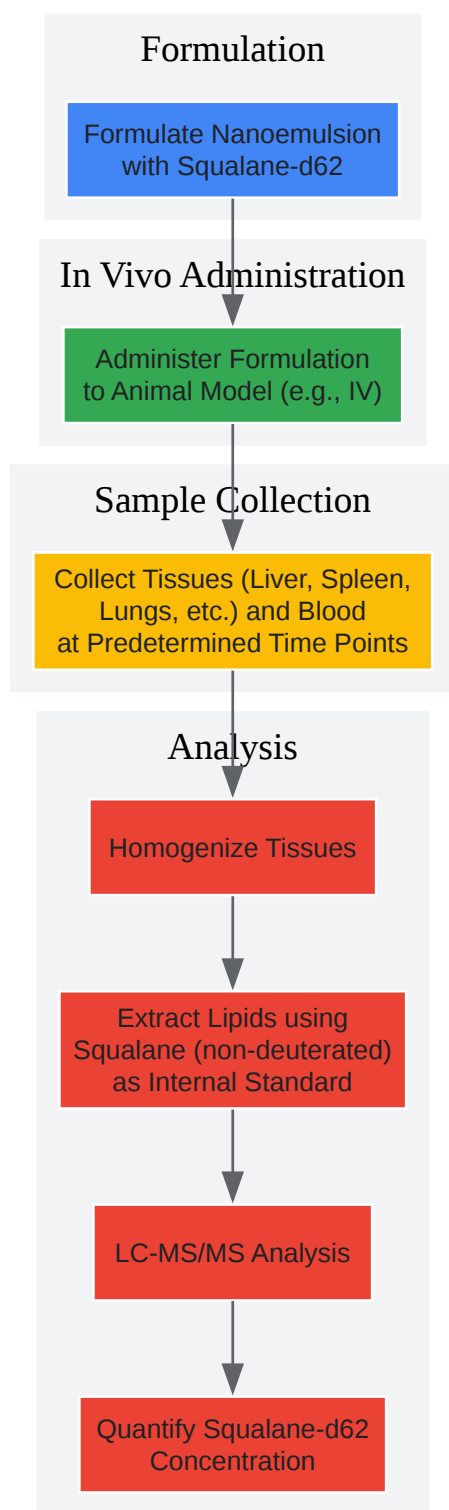 Formulation
Formulate Nanoemulsion
with Squalane-d62
In Vivo Administration
Administer Formulation
to Animal Model (e.g., IV)
Sample Collection
Collect Tissues (Liver, Spleen,
Lungs, etc.) and Blood
at Predetermined Time Points
Analysis
Homogenize Tissues
Extract Lipids using
Squalane (non-deuterated)
as Internal Standard
LC-MS/MS Analysis
Quantify Squalane-d62
Concentration